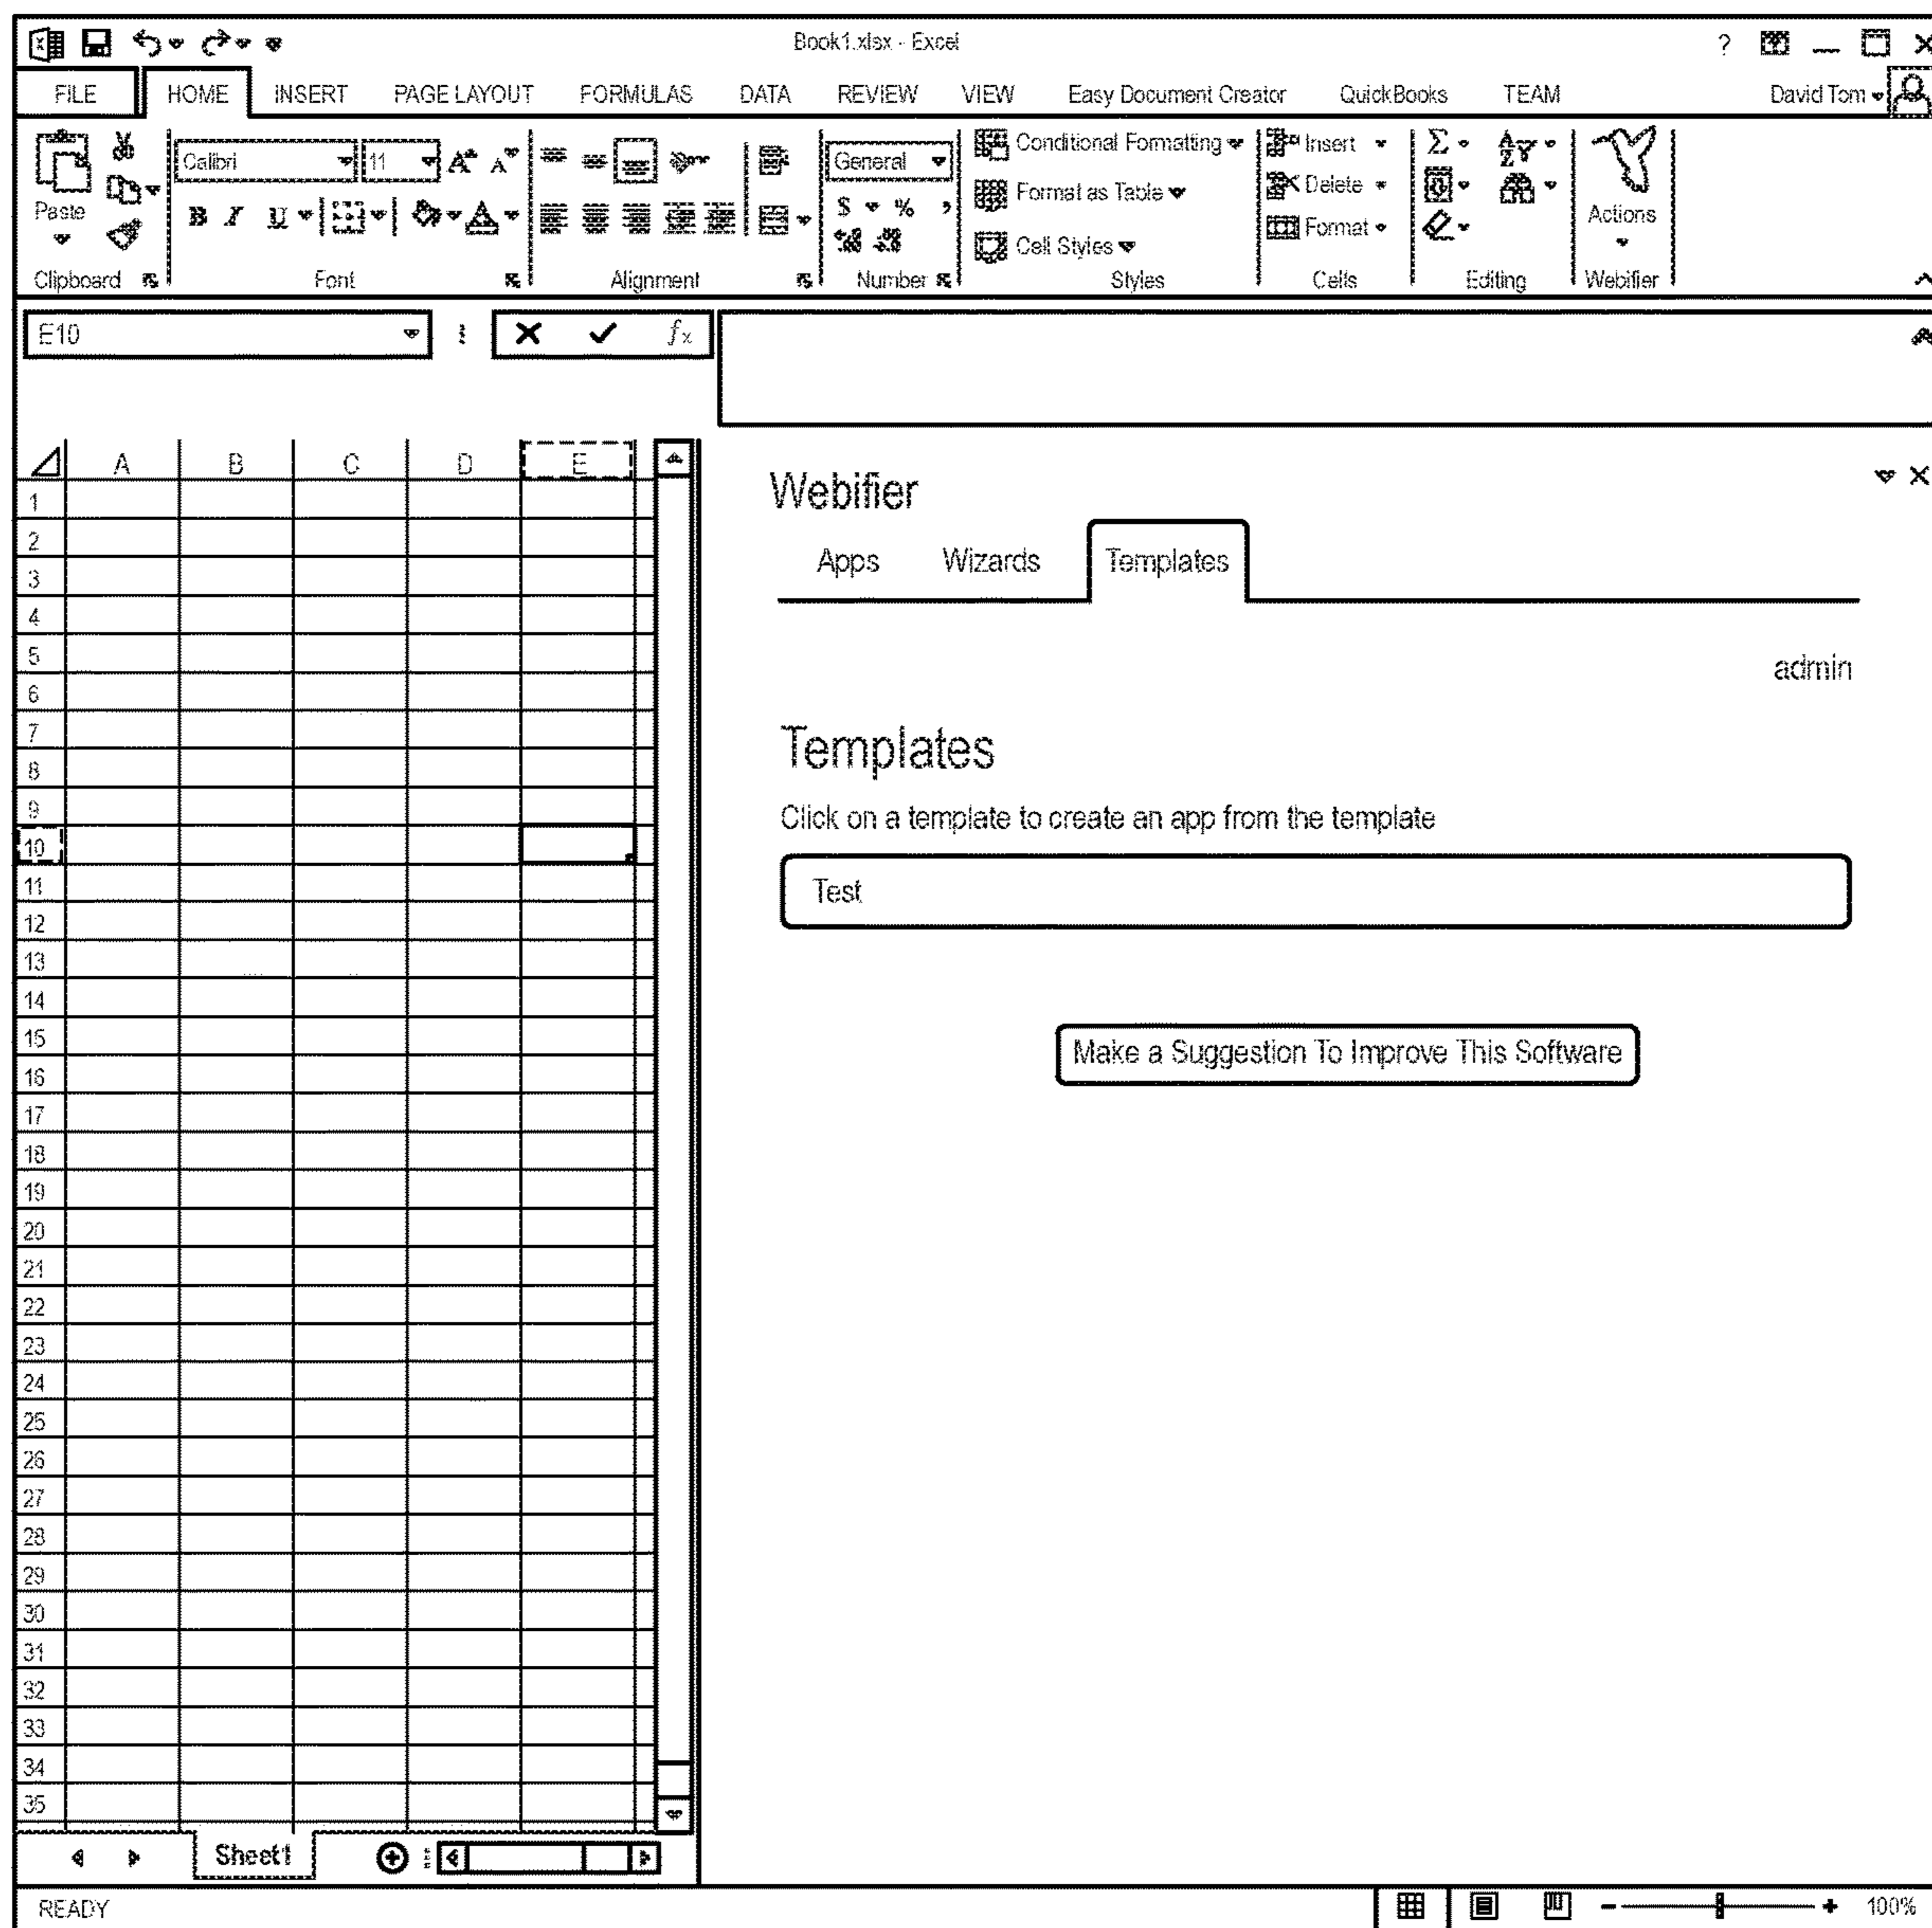 Book1.xlsx - Excel ?
FILE HOME INSERT PAGE LAYOUT FORMULAS DATA REVIEW VIEW Easy Document Creator QuickBooks TEAM David Tom
Calibri 11 A A General Conditional Formatting Insert Σ A Z
Paste B I U A $ % , Format as Table Delete Actions
Cell Styles Format
Clipboard Font Alignment Number Styles Cells Editing Webifier
E10 fx
A B C D E
Webifier
Apps Wizards Templates
admin
Templates
Click on a template to create an app from the template
Test
Make a Suggestion To Improve This Software
1
2
3
4
5
6
7
8
9
10
11
12
13
14
15
16
17
18
19
20
21
22
23
24
25
26
27
28
29
30
31
32
33
34
35
Sheet1
READY 100%